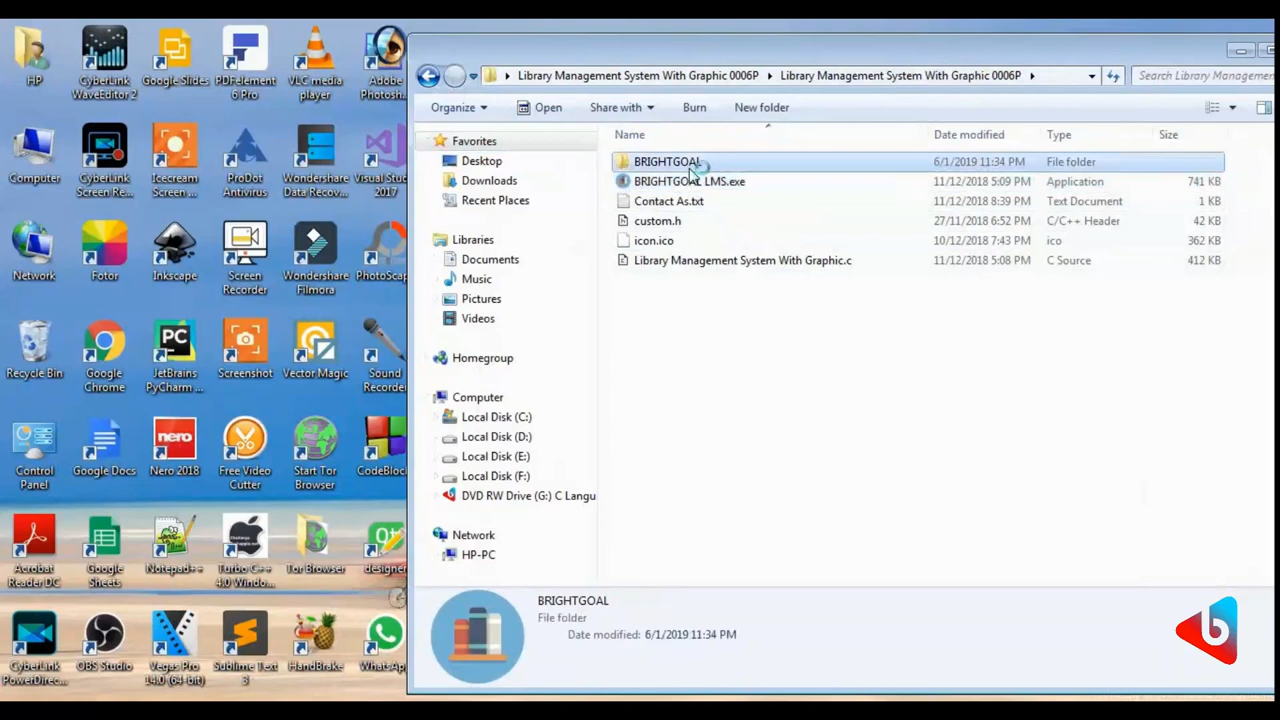 HP
CyberLink
WaveEditor 2
Google Slides
PDFelement
6 Pro
VLC media
player
Adobe
Photosh...
Computer
CyberLink
Screen Re...
Icecream
Screen ...
ProDot
Antivirus
Wondershare
Data Recov...
Visual Stud
2017
Network
Fotor
Inkscape
Screen
Recorder
Wondershare
Filmora
PhotoScap
Recycle Bin
Google
Chrome
PC
JetBrains
PyCharm ...
Screenshot
Vector Magic
Sound
Recorder
Control
Panel
Google Docs
nero
Nero 2018
Free Video
Cutter
Start Tor
Browser
CodeBlock
Acrobat
Reader DC
Google
Sheets
Notepad++
Turbo C++
4.0 Windo...
Tor Browser
Qt
designer
CyberLink
PowerDirec...
OBS Studio
Vegas Pro
14.0 (64-bit)
Sublime Text
3
HandBrake
WhatsApp
Library Management System With Graphic 0006P
Library Management System With Graphic 0006P
Search Library Management
Organize
Open
Share with
Burn
New folder
Favorites
Desktop
Downloads
Recent Places
Libraries
Documents
Music
Pictures
Videos
Homegroup
Computer
Local Disk (C:)
Local Disk (D:)
Local Disk (E:)
Local Disk (F:)
DVD RW Drive (G:) C Langu
Network
HP-PC
Name Date modified Type Size
BRIGHTGOAL 6/1/2019 11:34 PM File folder
BRIGHTGOAL LMS.exe 11/12/2018 5:09 PM Application 741 KB
Contact As.txt 11/12/2018 8:39 PM Text Document 1 KB
custom.h 27/11/2018 6:52 PM C/C++ Header 42 KB
icon.ico 10/12/2018 7:43 PM ico 362 KB
Library Management System With Graphic.c 11/12/2018 5:08 PM C Source 412 KB
BRIGHTGOAL
File folder
Date modified: 6/1/2019 11:34 PM
b